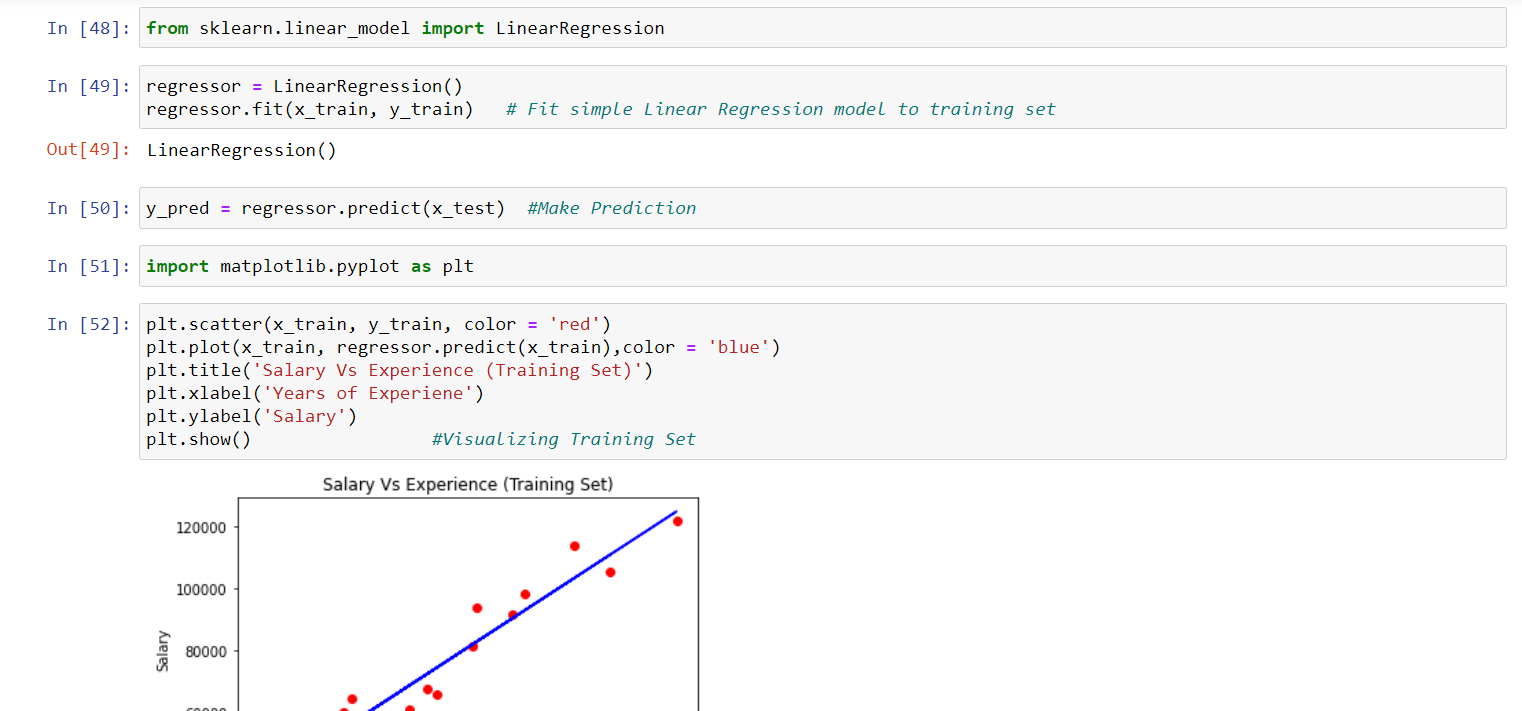 In [48]: from sklearn.linear_model import LinearRegression
In [49]: regressor = LinearRegression()
regressor.fit(x_train, y_train)   # Fit simple Linear Regression model to training set
Out[49]: LinearRegression()
In [50]: y_pred = regressor.predict(x_test)  #Make Prediction
In [51]: import matplotlib.pyplot as plt
In [52]: plt.scatter(x_train, y_train, color = 'red')
plt.plot(x_train, regressor.predict(x_train),color = 'blue')
plt.title('Salary Vs Experience (Training Set)')
plt.xlabel('Years of Experiene')
plt.ylabel('Salary')
plt.show()                 #Visualizing Training Set
Salary Vs Experience (Training Set)
120000
100000
80000
Salary